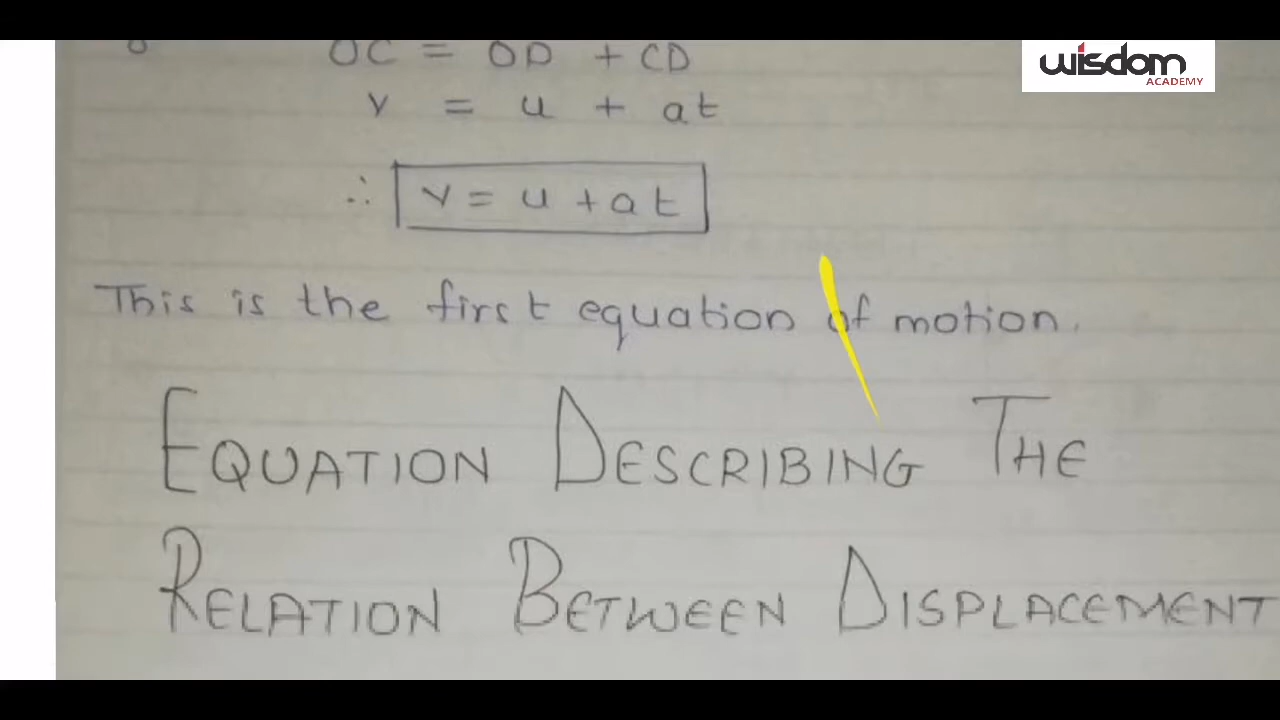 wisdom
ACADEMY
OC = OD + CD
v = u + at
∴ v = u + at
This is the first equation of motion.
EQUATION DESCRIBING THE
RELATION BETWEEN DISPLACEMENT